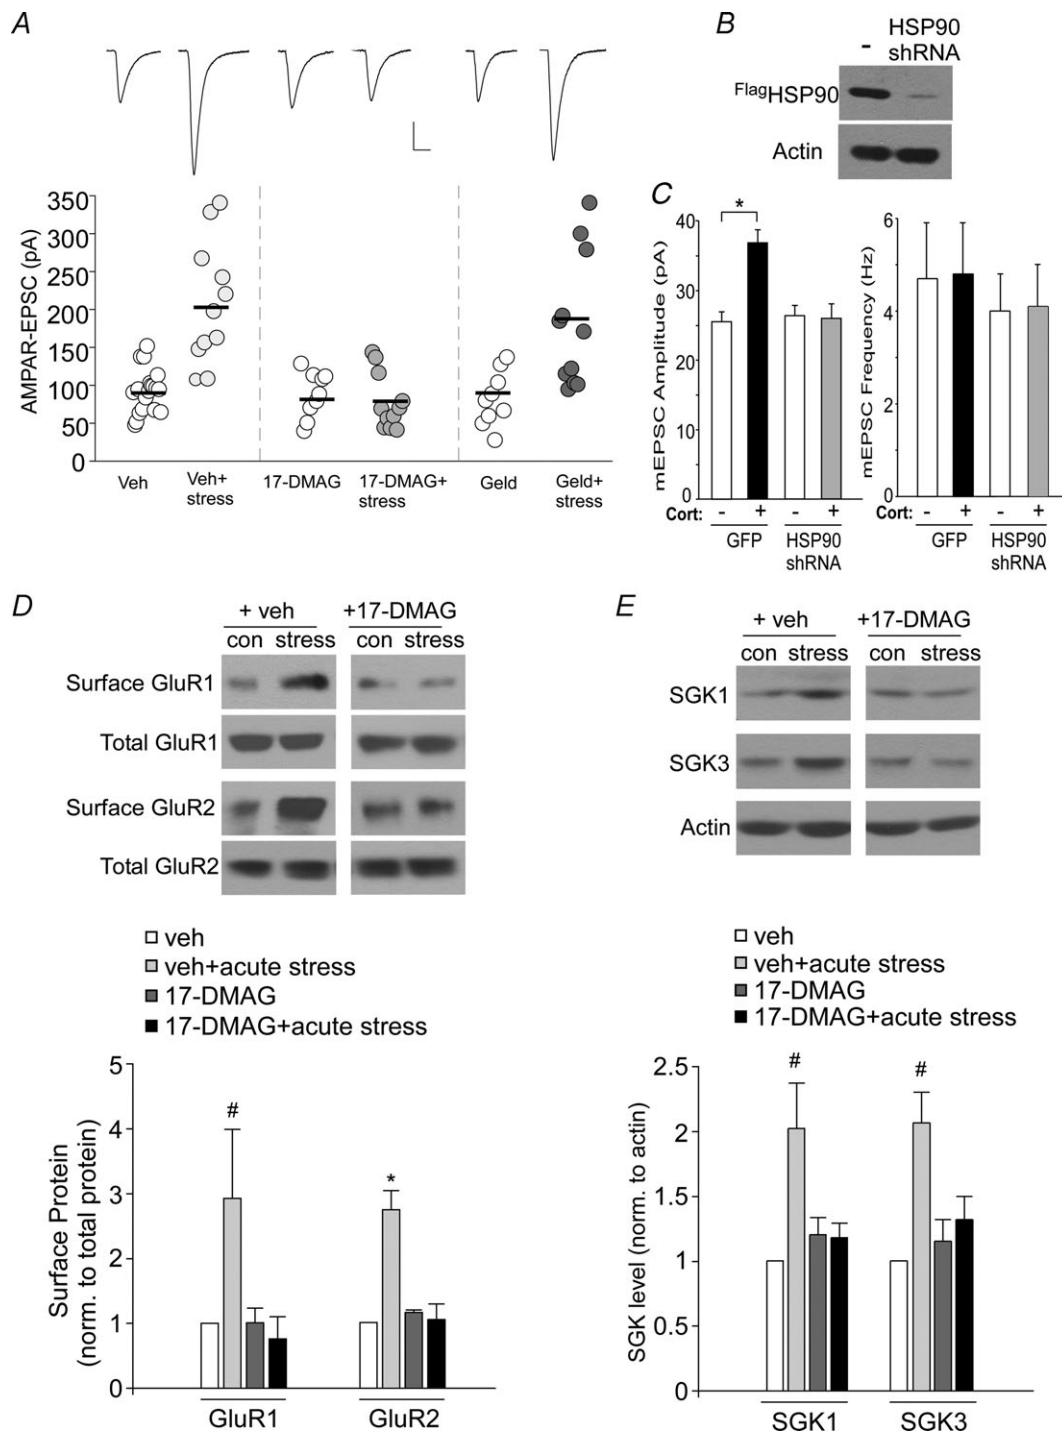 A
AMPAR-EPSC (pA)
350
300
250
200
150
100
50
0
Veh
Veh+
stress
17-DMAG
17-DMAG+
stress
Geld
Geld+
stress
B
-
HSP90
shRNA
FlagHSP90
Actin
C
*
mEPSC Amplitude (pA)
40
30
20
10
0
Cort: - + - +
GFP HSP90
shRNA
mEPSC Frequency (Hz)
6
4
2
0
Cort: - + - +
GFP HSP90
shRNA
D
+ veh +17-DMAG
con stress con stress
Surface GluR1
Total GluR1
Surface GluR2
Total GluR2
veh
veh+acute stress
17-DMAG
17-DMAG+acute stress
Surface Protein
(norm. to total protein)
5
4
3
2
1
0
# *
GluR1 GluR2
E
+ veh +17-DMAG
con stress con stress
SGK1
SGK3
Actin
veh
veh+acute stress
17-DMAG
17-DMAG+acute stress
SGK level (norm. to actin)
2.5
2
1.5
1
0.5
0
# #
SGK1 SGK3